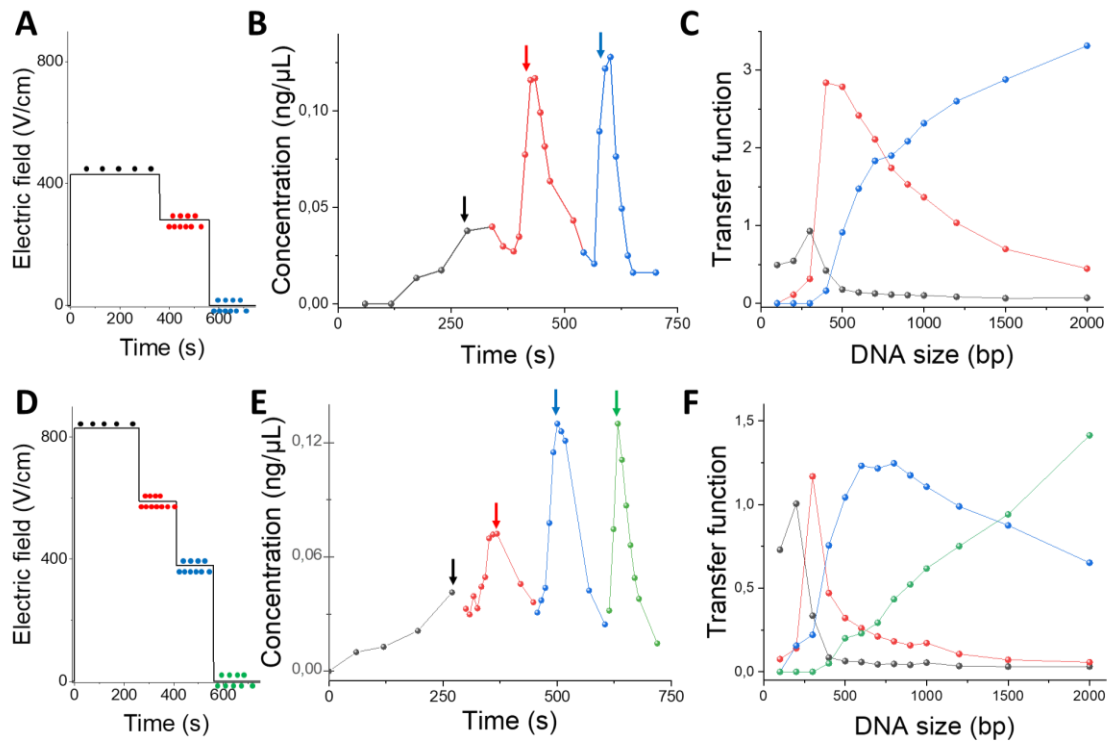 A
Electric field (V/cm)
800
400
0
0 200 400 600
Time (s)
B
Concentration (ng/µL)
0,10
0,05
0,00
0 250 500 750
Time (s)
C
Transfer function
3
2
1
0
0 500 1000 1500 2000
DNA size (bp)
D
Electric field (V/cm)
800
400
0
0 200 400 600
Time (s)
E
Concentration (ng/µL)
0,12
0,06
0,00
0 250 500 750
Time (s)
F
Transfer function
1,5
1,0
0,5
0,0
0 500 1000 1500 2000
DNA size (bp)